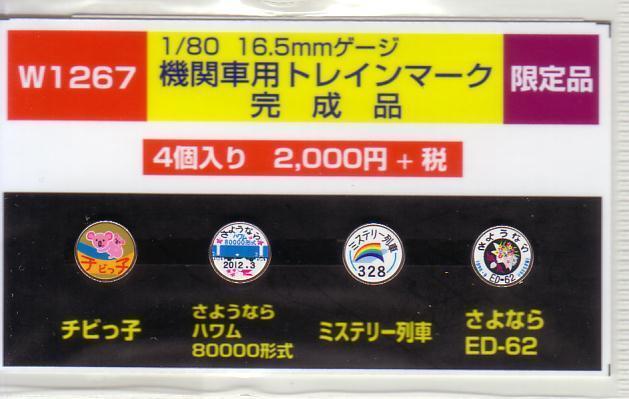 W1267
1/80 16.5mmゲージ
機関車用トレインマーク
完成品
限定品
4個入り 2,000円+税
チビっ子
さようなら
ハワム
80000形式
2012.3
ミステリー列車
328
さようなら
ED-62
チビっ子
さようなら
ハワム
80000形式
ミステリー列車
さよなら
ED-62